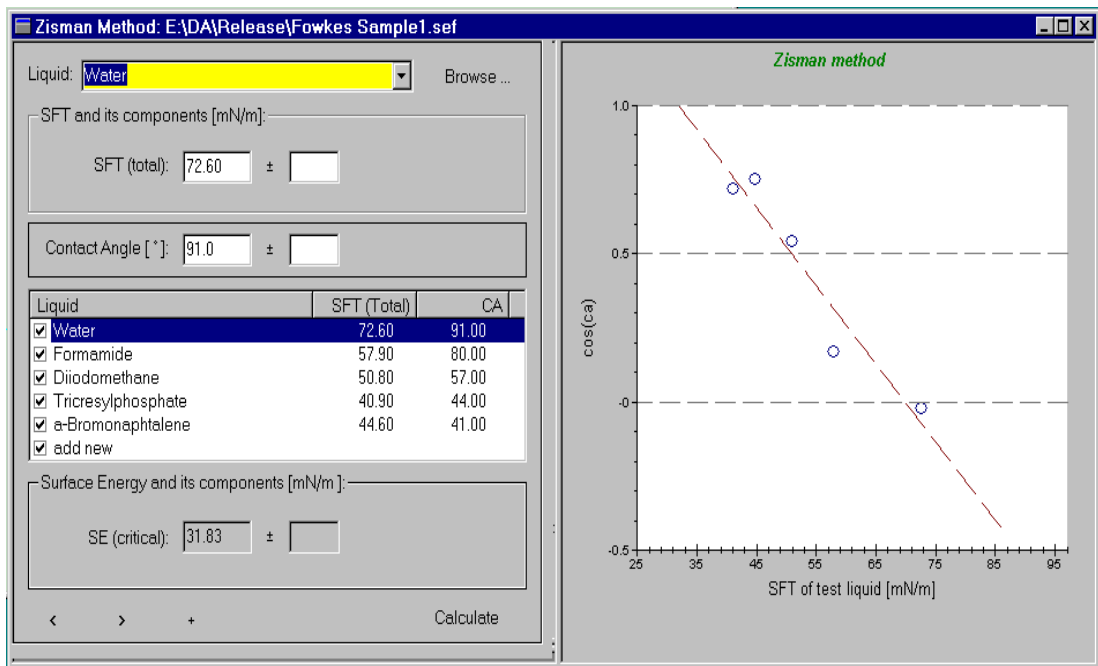 Zisman Method: E:\DA\Release\Fowkes Sample1.sef
Liquid: Water Browse ...
SFT and its components [mN/m]:
SFT (total): 72.60 ±
Contact Angle [ ° ]: 91.0 ±
Liquid SFT (Total) CA
Water 72.60 91.00
Formamide 57.90 80.00
Diiodomethane 50.80 57.00
Tricresylphosphate 40.90 44.00
a-Bromonaphtalene 44.60 41.00
add new
Surface Energy and its components [mN/m ]:
SE (critical): 31.83 ±
< > + Calculate
Zisman method
1.0
0.5
-0
-0.5
cos(ca)
25 35 45 55 65 75 85 95
SFT of test liquid [mN/m]